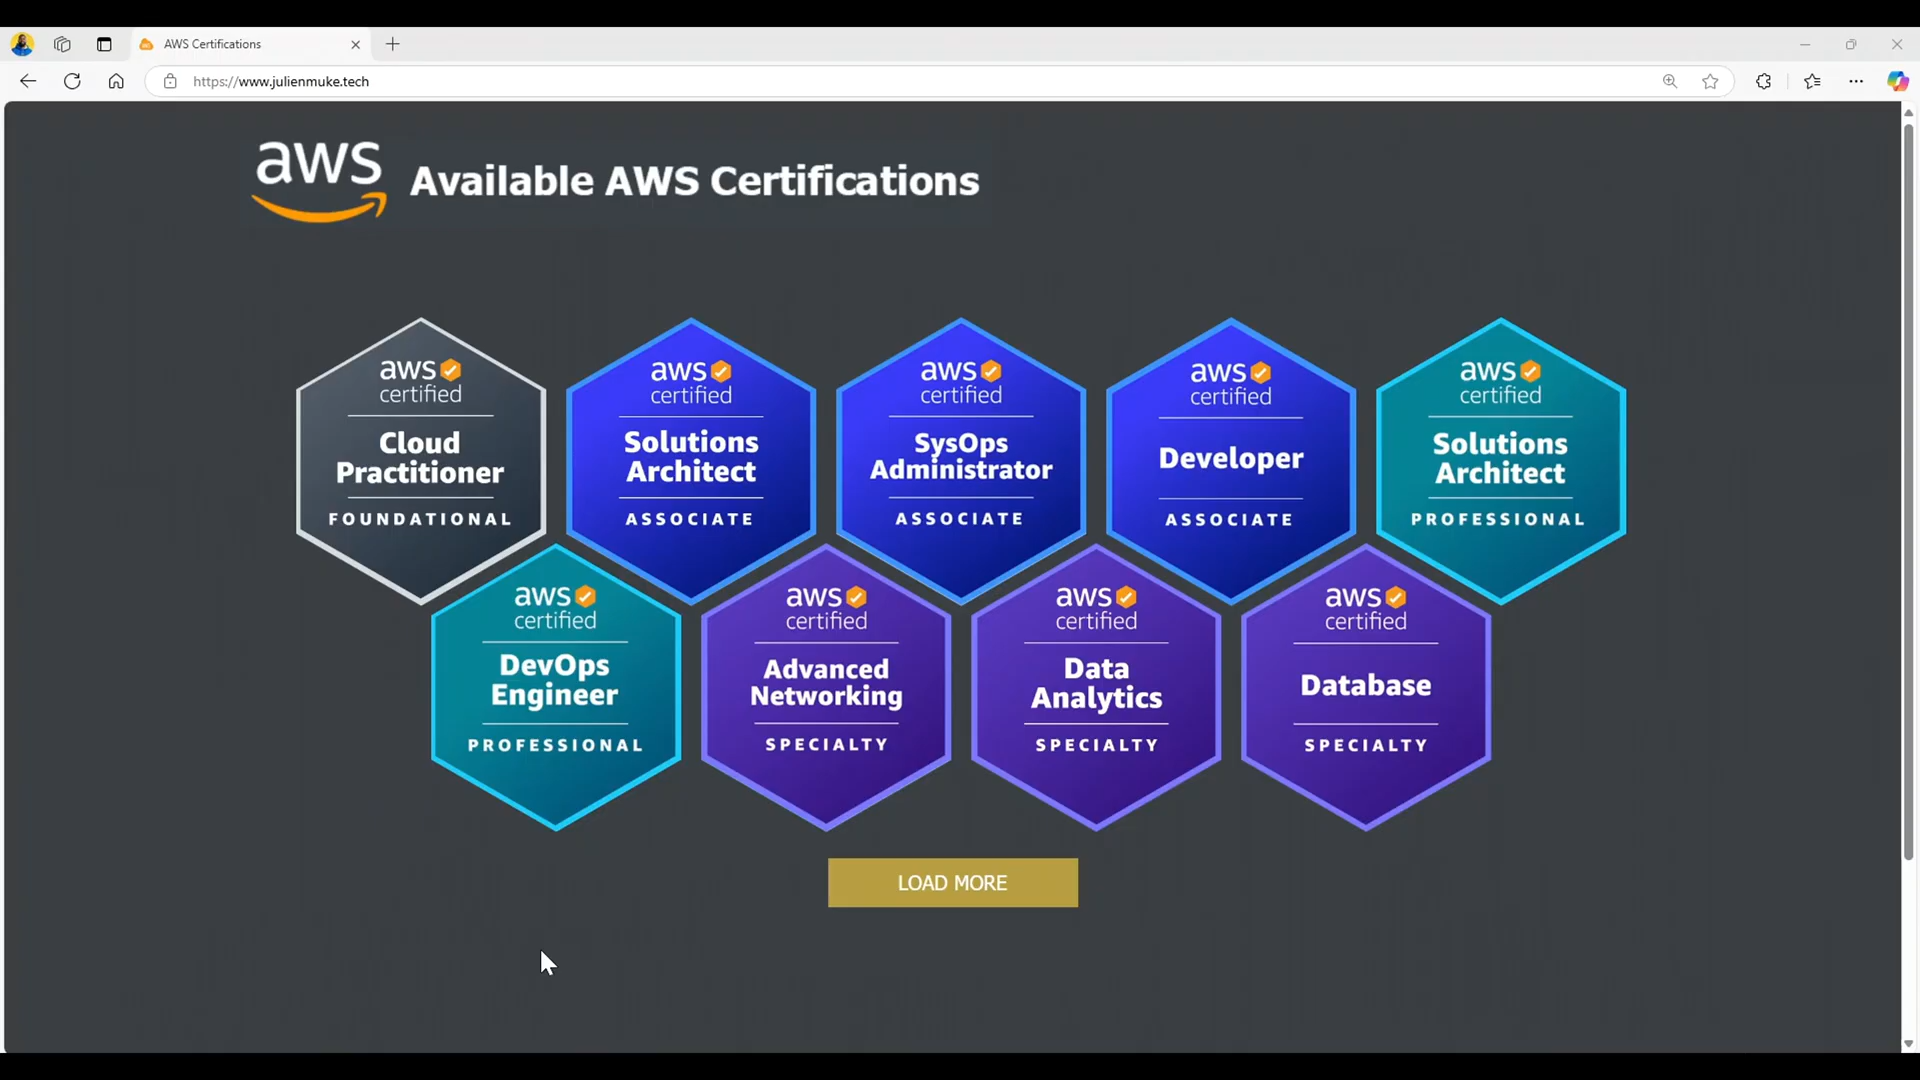 AWS Certifications
https://www.julienmuke.tech
aws
Available AWS Certifications
aws
certified
Cloud
Practitioner
FOUNDATIONAL
aws
certified
Solutions
Architect
ASSOCIATE
aws
certified
SysOps
Administrator
ASSOCIATE
aws
certified
Developer
ASSOCIATE
aws
certified
Solutions
Architect
PROFESSIONAL
aws
certified
DevOps
Engineer
PROFESSIONAL
aws
certified
Advanced
Networking
SPECIALTY
aws
certified
Data
Analytics
SPECIALTY
aws
certified
Database
SPECIALTY
LOAD MORE